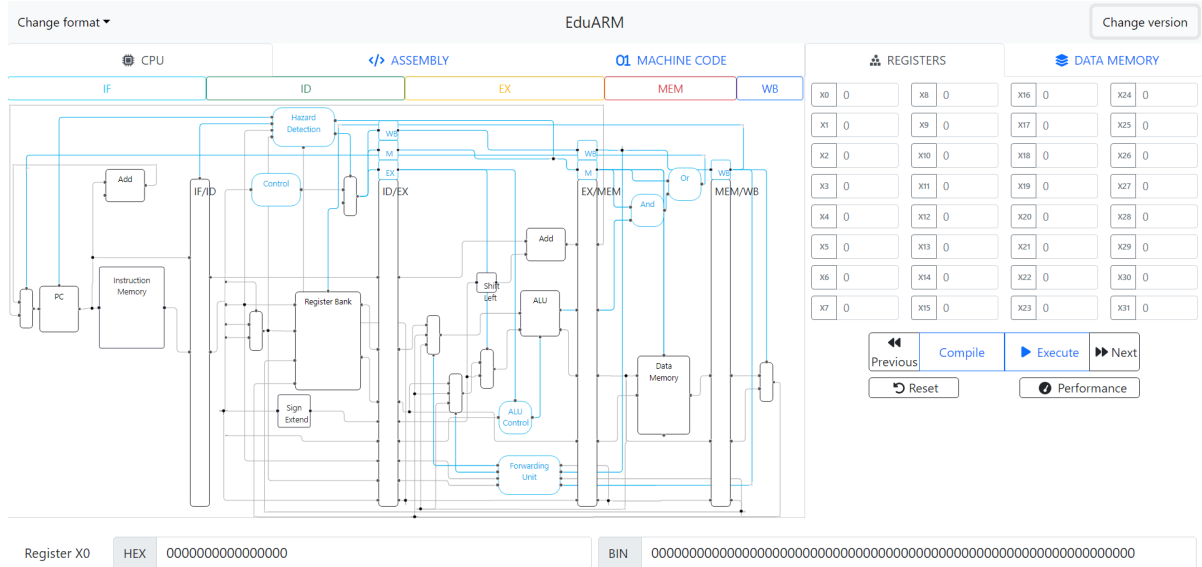 Change format
EduARM
Change version
CPU
</> ASSEMBLY
01 MACHINE CODE
REGISTERS
DATA MEMORY
IF
ID
EX
MEM
WB
Hazard
Detection
Control
Add
IF/ID
WB
M
EX
ID/EX
WB
M
EX/MEM
Or
And
WB
MEM/WB
Instruction
Memory
PC
Register Bank
Sign
Extend
Add
Shift
Left
ALU
ALU
Control
Forwarding
Unit
Data
Memory
X0 0
X8 0
X16 0
X24 0
X1 0
X9 0
X17 0
X25 0
X2 0
X10 0
X18 0
X26 0
X3 0
X11 0
X19 0
X27 0
X4 0
X12 0
X20 0
X28 0
X5 0
X13 0
X21 0
X29 0
X6 0
X14 0
X22 0
X30 0
X7 0
X15 0
X23 0
X31 0
Previous
Compile
Execute
Next
Reset
Performance
Register X0
HEX
0000000000000000
BIN
0000000000000000000000000000000000000000000000000000000000000000